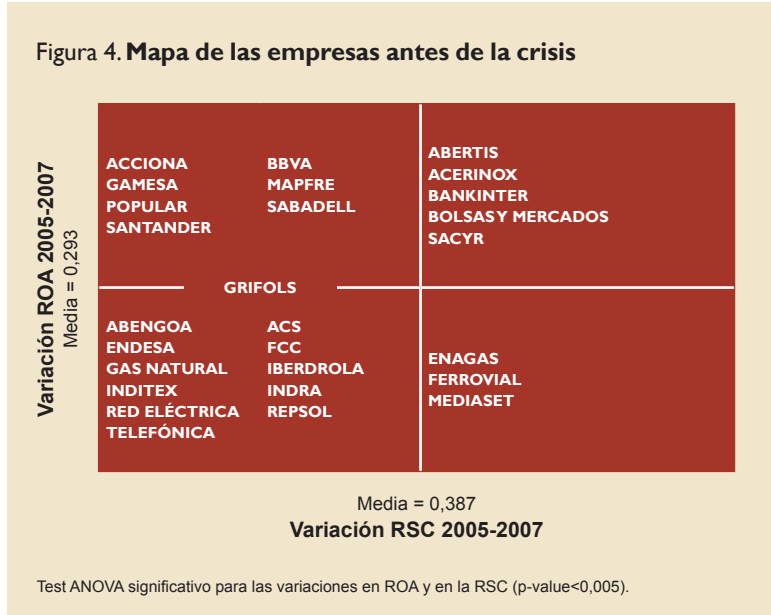 Figura 4. Mapa de las empresas antes de la crisis
Variación ROA 2005-2007
Media = 0,293
ACCIONA
GAMESA
POPULAR
SANTANDER
BBVA
MAPFRE
SABADELL
ABERTIS
ACERINOX
BANKINTER
BOLSAS Y MERCADOS
SACYR
GRIFOLS
ABENGOA
ENDESA
GAS NATURAL
INDITEX
RED ELÉCTRICA
TELEFÓNICA
ACS
FCC
IBERDROLA
INDRA
REPSOL
ENAGAS
FERROVIAL
MEDIASET
Media = 0,387
Variación RSC 2005-2007
Test ANOVA significativo para las variaciones en ROA y en la RSC (p-value<0,005).